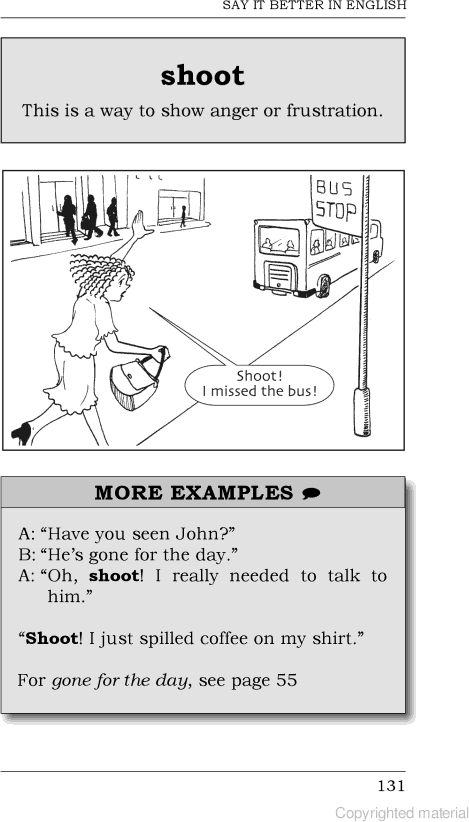 SAY IT BETTER IN ENGLISH
shoot
This is a way to show anger or frustration.
BUS
STOP
Shoot!
I missed the bus!
MORE EXAMPLES
A: “Have you seen John?”
B: “He’s gone for the day.”
A: “Oh, shoot! I really needed to talk to
him.”
“Shoot! I just spilled coffee on my shirt.”
For gone for the day, see page 55
131
Copyrighted material